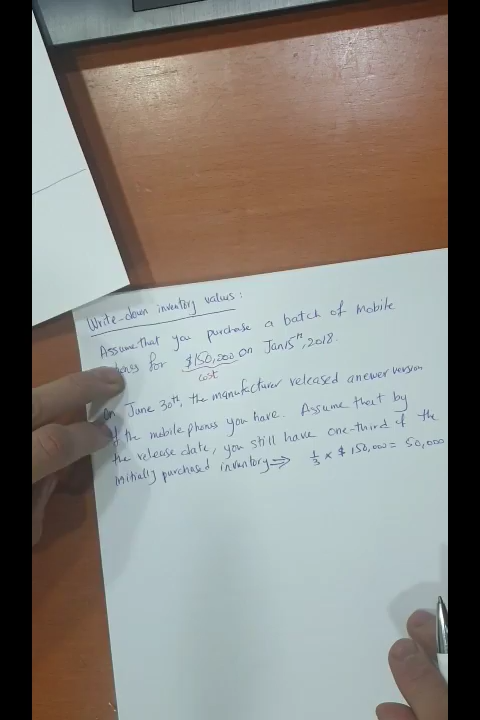 Write-down inventory values:
Assume that you purchase a batch of Mobile
phones for $150,000 on Jan 15th, 2018.
cost
On June 30th, the manufacturer released a newer version
of the mobile phones you have. Assume that by
the release date, you still have one-third of the
initially purchased inventory ⇒ 1/3 × $150,000 = 50,000